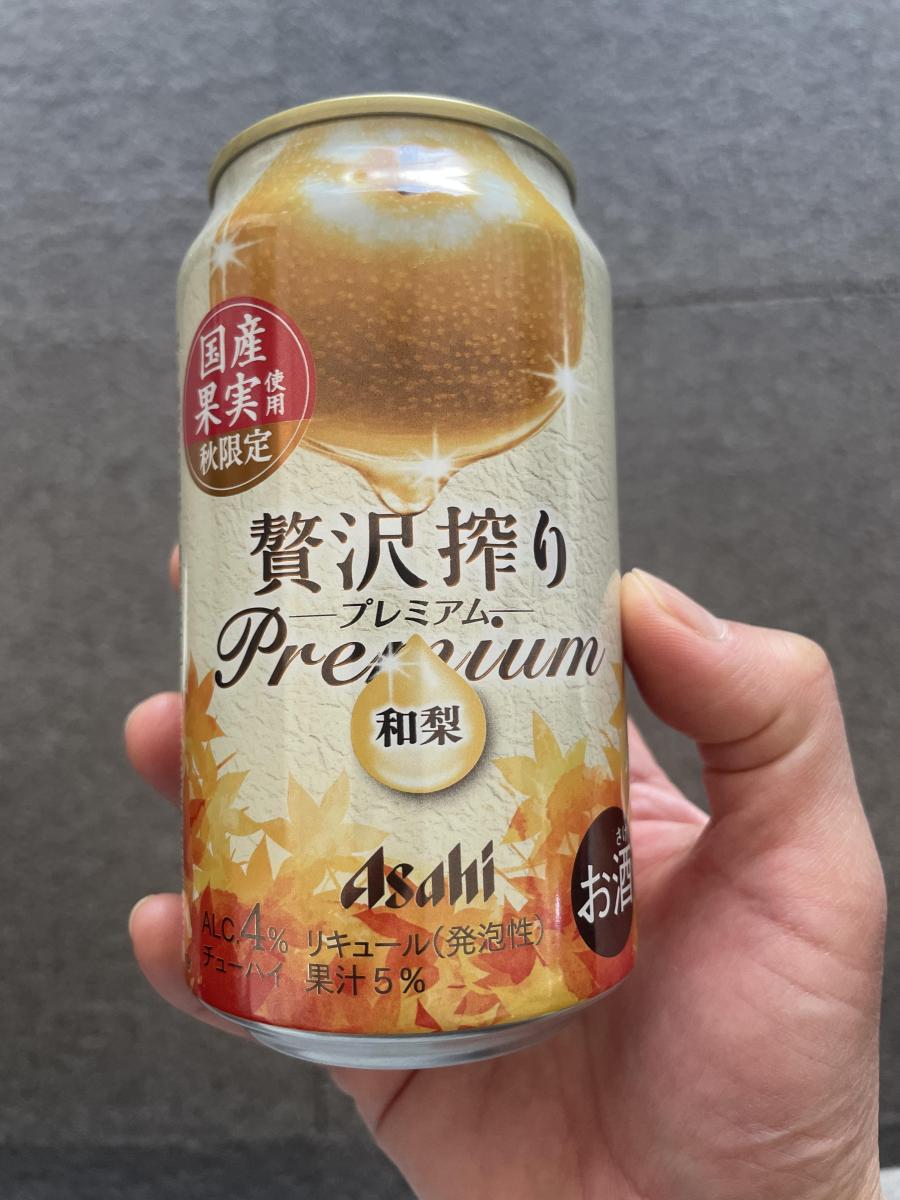 国産
果実使用
秋限定
贅沢搾り
プレミアム
Premium
和梨
Asahi
さけ
お酒
ALC.4%
チューハイ
リキュール(発泡性)
果汁5%